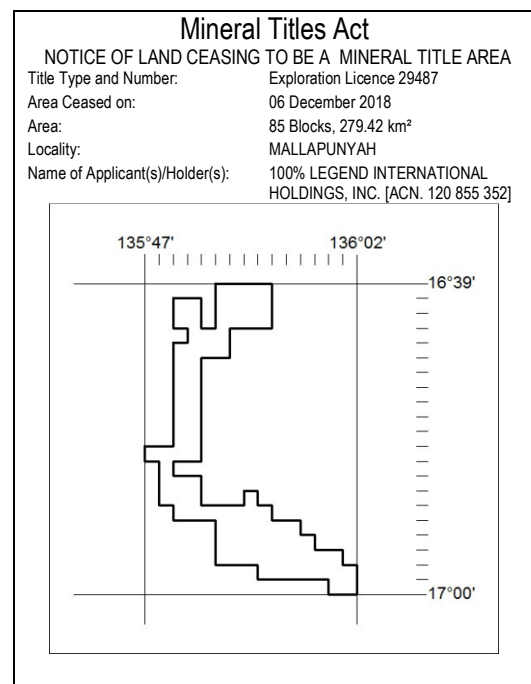 Mineral Titles Act
NOTICE OF LAND CEASING TO BE A MINERAL TITLE AREA
Title Type and Number: Exploration Licence 29487
Area Ceased on: 06 December 2018
Area: 85 Blocks, 279.42 km²
Locality: MALLAPUNYAH
Name of Applicant(s)/Holder(s): 100% LEGEND INTERNATIONAL
HOLDINGS, INC. [ACN. 120 855 352]
135°47' 136°02'
16°39'
17°00'